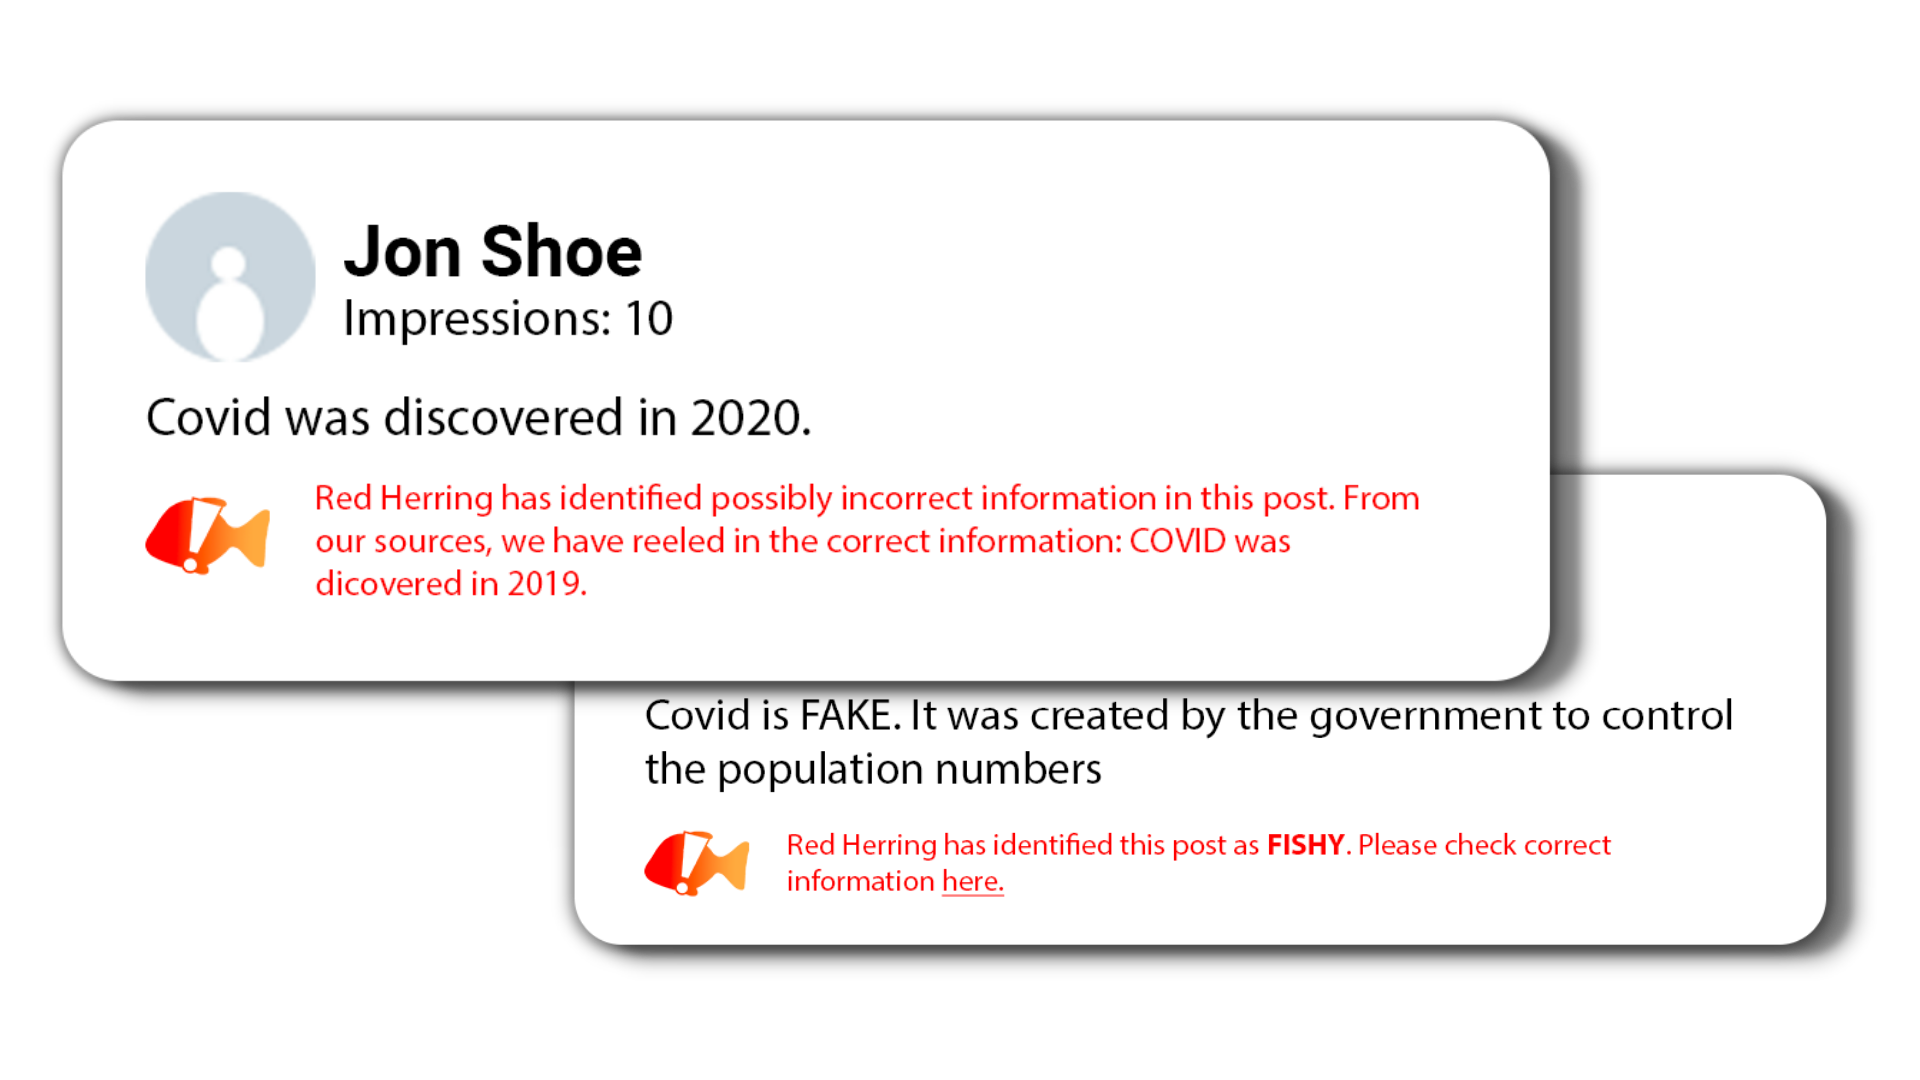 Jon Shoe
Impressions: 10
Covid was discovered in 2020.
Red Herring has identified possibly incorrect information in this post. From
our sources, we have reeled in the correct information: COVID was
dicovered in 2019.
Covid is FAKE. It was created by the government to control
the population numbers
Red Herring has identified this post as FISHY. Please check correct
information here.